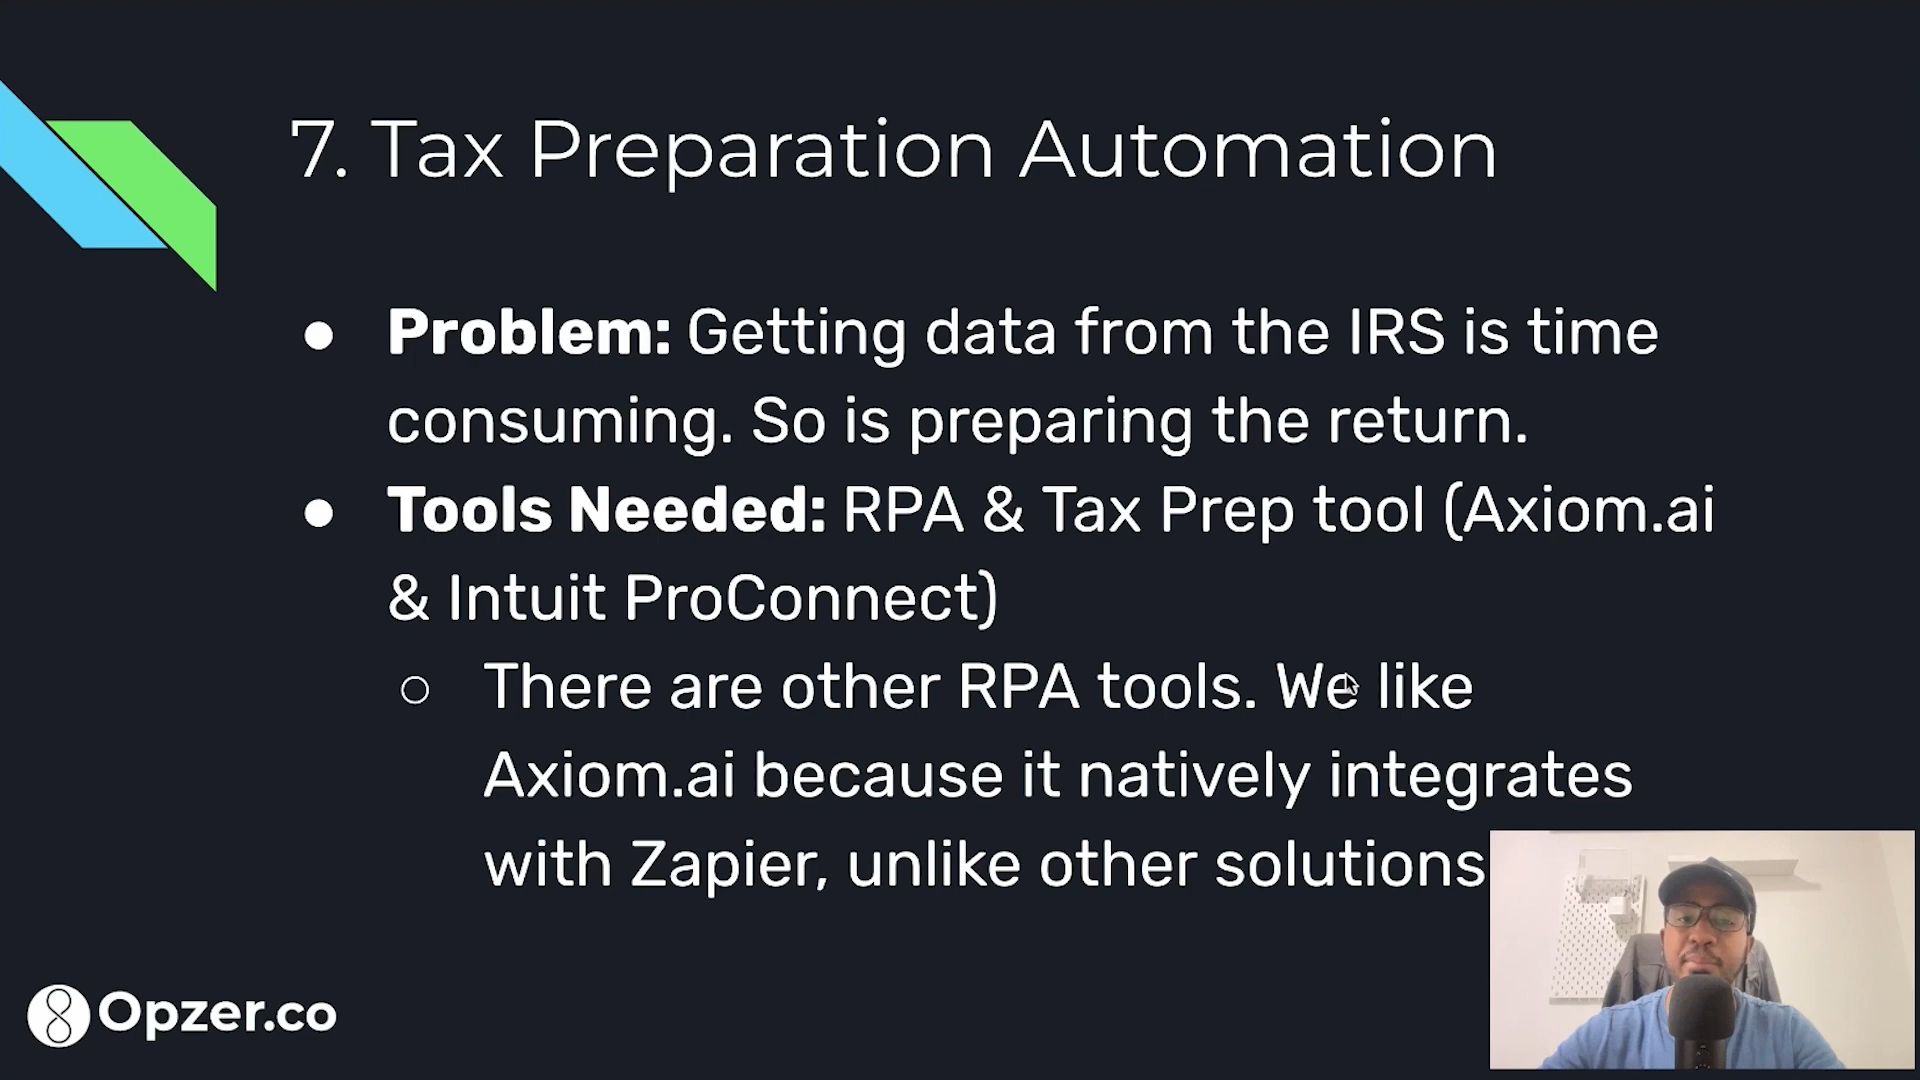 7. Tax Preparation Automation
● Problem: Getting data from the IRS is time
consuming. So is preparing the return.
● Tools Needed: RPA & Tax Prep tool (Axiom.ai
& Intuit ProConnect)
○ There are other RPA tools. We like
Axiom.ai because it natively integrates
with Zapier, unlike other solutions
Opzer.co